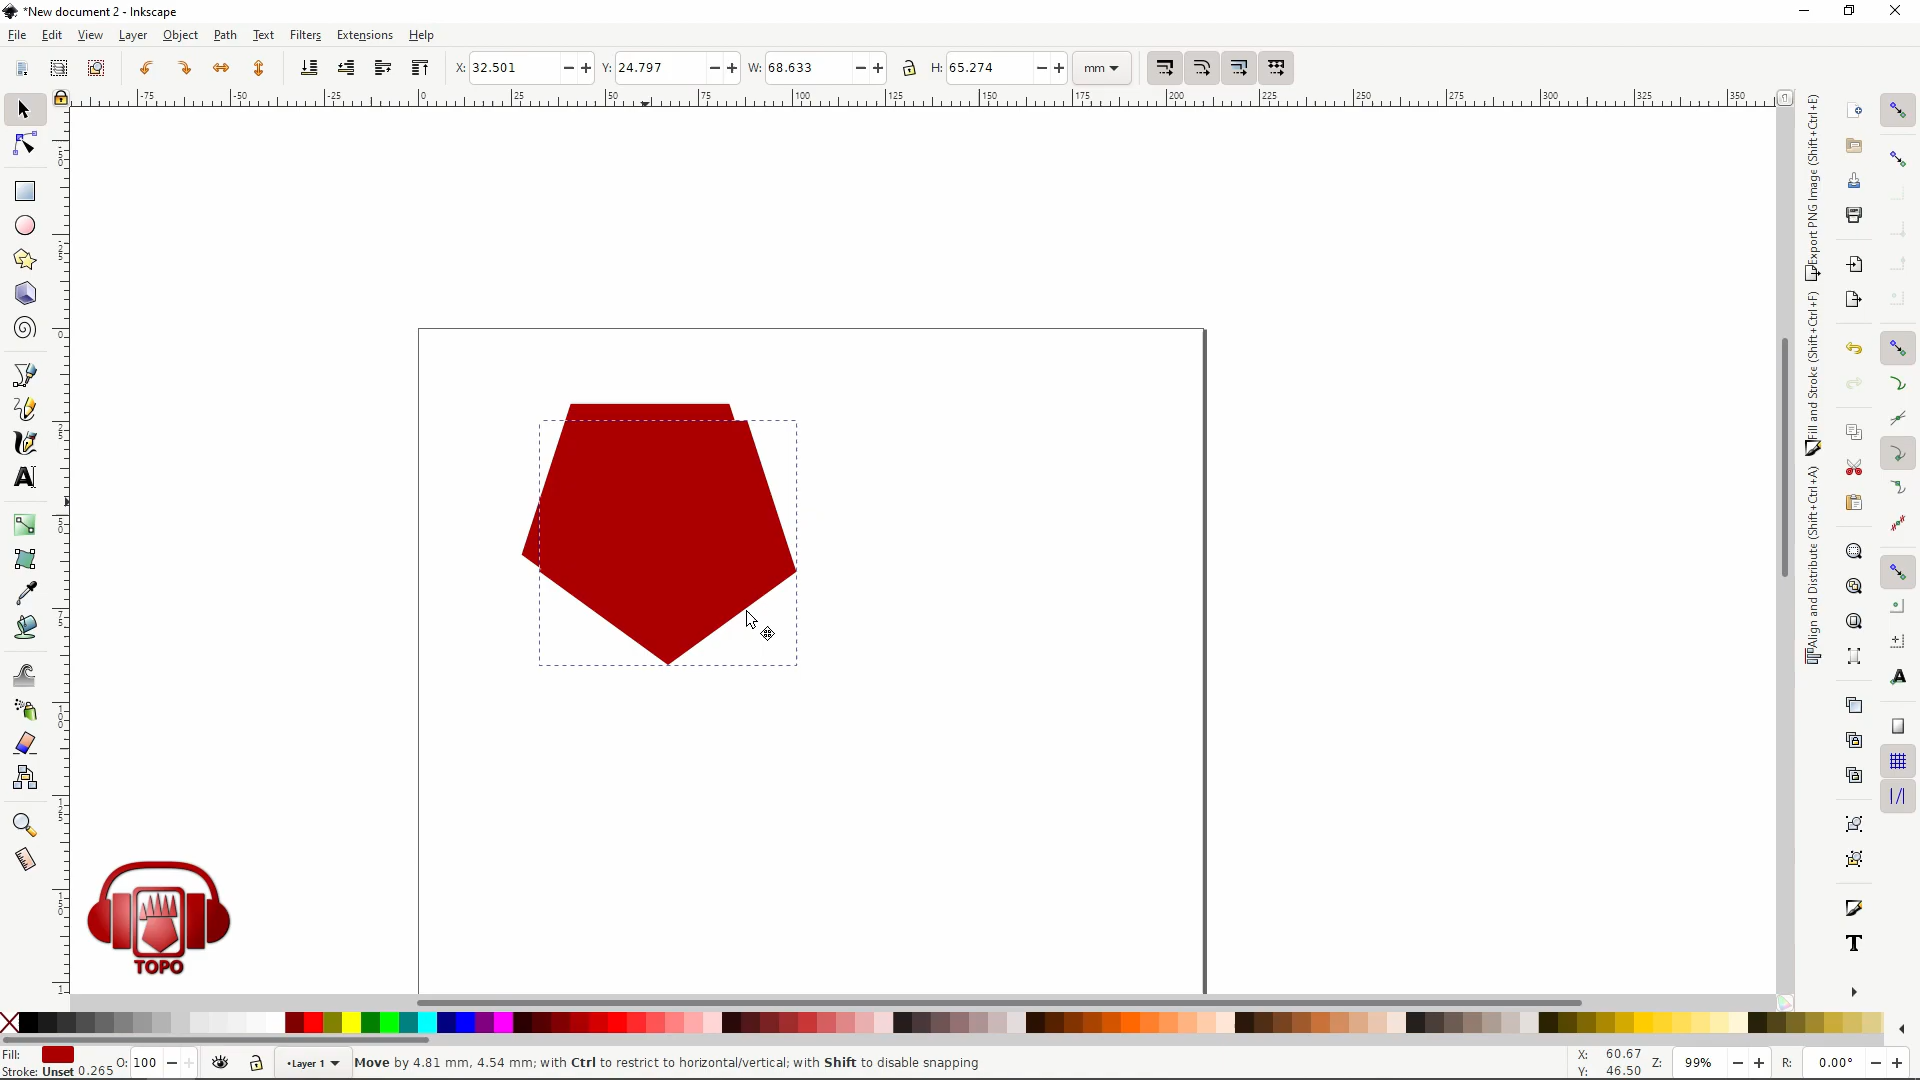 *New document 2 - Inkscape
File Edit View Layer Object Path Text Filters Extensions Help
X: 32.501 Y: 24.797 W: 68.633 H: 65.274 mm
-75 -50 -25 0 25 50 75 100 125 150 175 200 225 250 275 300 325 350
Export PNG Image (Shift+Ctrl+E)
Fill and Stroke (Shift+Ctrl+F)
Align and Distribute (Shift+Ctrl+A)
TOPO
Fill: O: 100 •Layer 1 Move by 4.81 mm, 4.54 mm; with Ctrl to restrict to horizontal/vertical; with Shift to disable snapping X: 60.67 Z: 99% R: 0.00°
Stroke: Unset 0.265 Y: 46.50